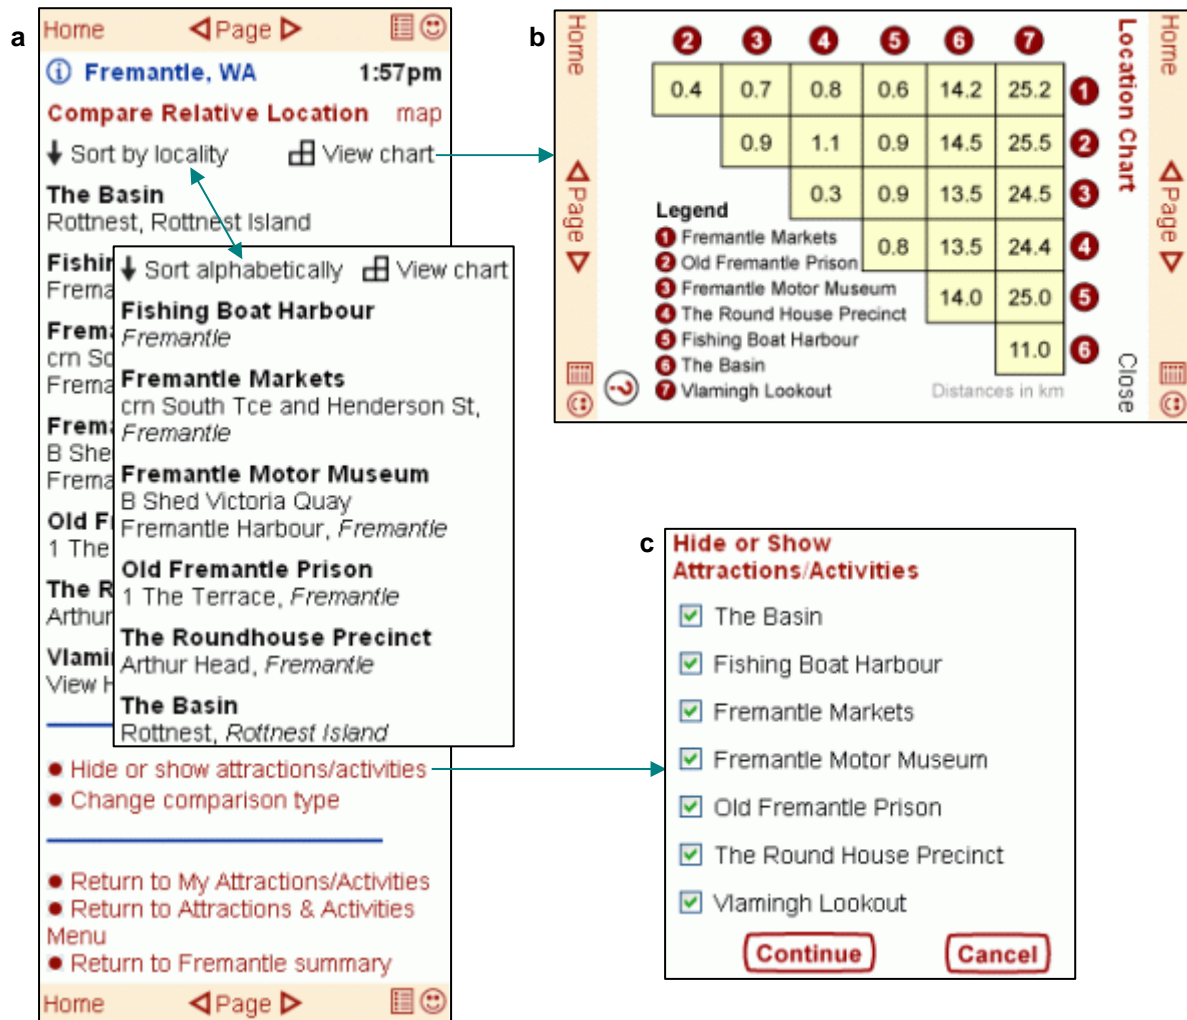 a
Home Page
Fremantle, WA 1:57pm
Compare Relative Location map
Sort by locality View chart
The Basin
Rottnest, Rottnest Island
Fishin
Frema
Frema
crn So
Frema
Frema
B She
Frema
Old F
1 The
The R
Arthur
Vlami
View H
Sort alphabetically View chart
Fishing Boat Harbour
Fremantle
Fremantle Markets
crn South Tce and Henderson St,
Fremantle
Fremantle Motor Museum
B Shed Victoria Quay
Fremantle Harbour, Fremantle
Old Fremantle Prison
1 The Terrace, Fremantle
The Roundhouse Precinct
Arthur Head, Fremantle
The Basin
Rottnest, Rottnest Island
Hide or show attractions/activities
Change comparison type
Return to My Attractions/Activities
Return to Attractions & Activities
Menu
Return to Fremantle summary
Home Page
b
Home Page
Location Chart Close
Home Page
2 3 4 5 6 7
0.4 0.7 0.8 0.6 14.2 25.2 1
0.9 1.1 0.9 14.5 25.5 2
0.3 0.9 13.5 24.5 3
0.8 13.5 24.4 4
14.0 25.0 5
11.0 6
Legend
1 Fremantle Markets
2 Old Fremantle Prison
3 Fremantle Motor Museum
4 The Round House Precinct
5 Fishing Boat Harbour
6 The Basin
7 Vlamingh Lookout
Distances in km
?
c
Hide or Show
Attractions/Activities
The Basin
Fishing Boat Harbour
Fremantle Markets
Fremantle Motor Museum
Old Fremantle Prison
The Round House Precinct
Vlamingh Lookout
Continue Cancel